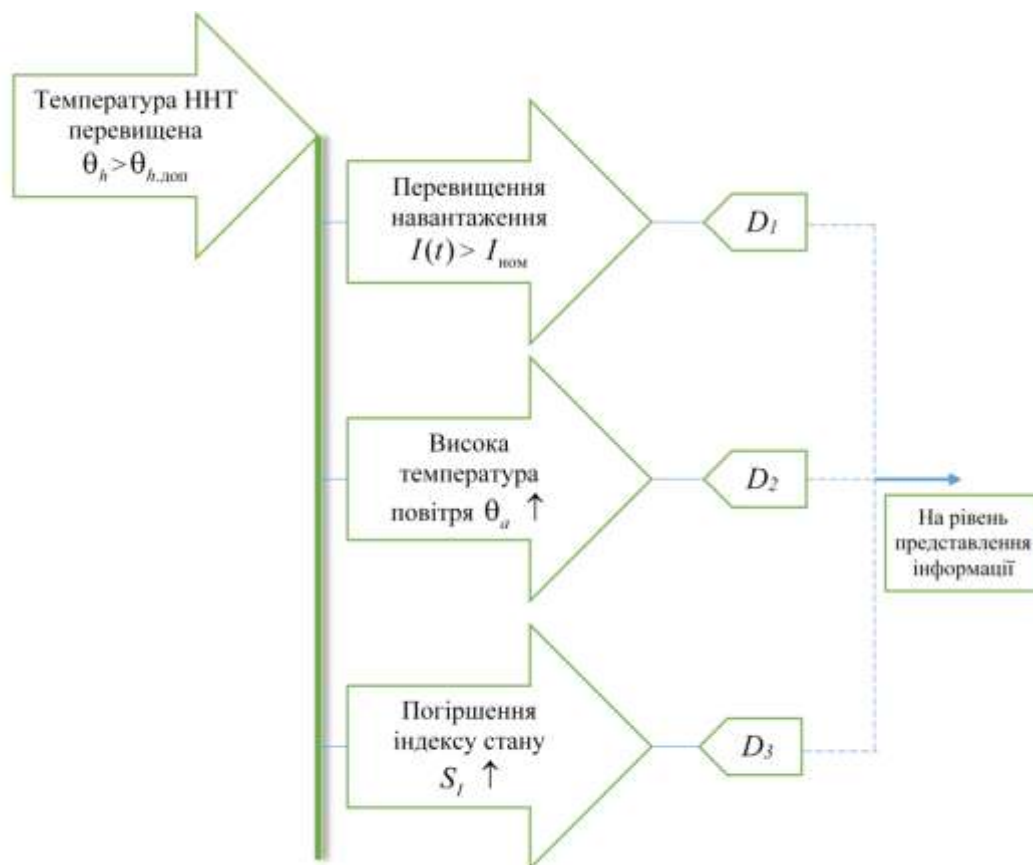 Температура ННТ
перевищена
θh > θh.доп
Перевищення
навантаження
I(t) > Iном
D1
Висока
температура
повітря θa ↑
D2
На рівень
представлення
інформації
Погіршення
індексу стану
SI ↑
D3